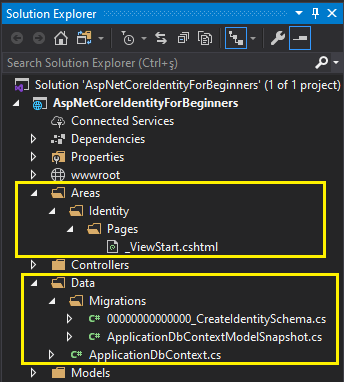 Solution Explorer
Search Solution Explorer (Ctrl+ş)
Solution 'AspNetCoreIdentityForBeginners' (1 of 1 project)
AspNetCoreIdentityForBeginners
Connected Services
Dependencies
Properties
wwwroot
Areas
Identity
Pages
_ViewStart.cshtml
Controllers
Data
Migrations
C# 00000000000000_CreateIdentitySchema.cs
C# ApplicationDbContextModelSnapshot.cs
C# ApplicationDbContext.cs
Models